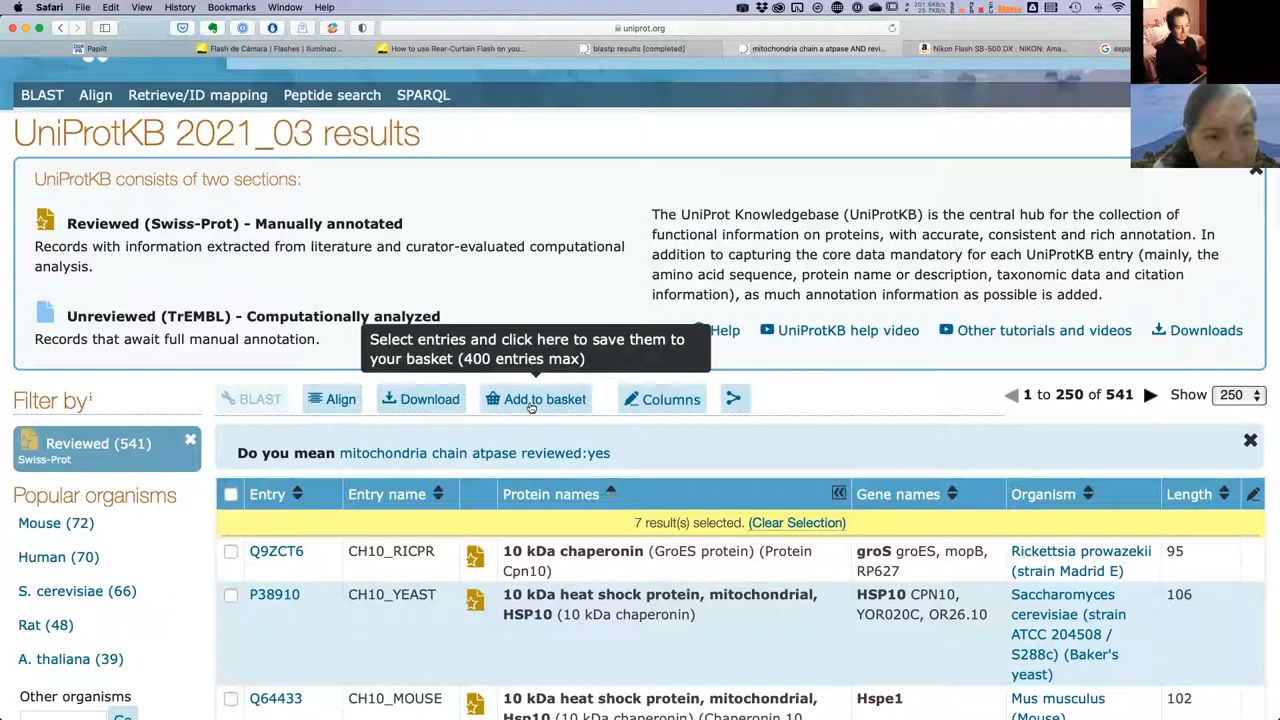 Safari File Edit View History Bookmarks Window Help
uniprot.org
Papiit
Flash de Cámara | Flashes | Iluminaci...
How to use Rear-Curtain Flash on you...
blastp results [completed]
mitochondria chain a atpase AND revi...
Nikon Flash SB-500 DX : NIKON: Ama...
BLAST Align Retrieve/ID mapping Peptide search SPARQL
UniProtKB 2021_03 results
UniProtKB consists of two sections:
Reviewed (Swiss-Prot) - Manually annotated
Records with information extracted from literature and curator-evaluated computational
analysis.
Unreviewed (TrEMBL) - Computationally analyzed
Records that await full manual annotation.
The UniProt Knowledgebase (UniProtKB) is the central hub for the collection of
functional information on proteins, with accurate, consistent and rich annotation. In
addition to capturing the core data mandatory for each UniProtKB entry (mainly, the
amino acid sequence, protein name or description, taxonomic data and citation
information), as much annotation information as possible is added.
Help UniProtKB help video Other tutorials and videos Downloads
Select entries and click here to save them to
your basket (400 entries max)
Filter by i
BLAST Align Download Add to basket Columns
1 to 250 of 541 Show 250
Reviewed (541)
Swiss-Prot
Do you mean mitochondria chain atpase reviewed:yes
Popular organisms
Mouse (72)
Human (70)
S. cerevisiae (66)
Rat (48)
A. thaliana (39)
Other organisms
Go
Entry Entry name Protein names Gene names Organism Length
7 result(s) selected. (Clear Selection)
Q9ZCT6 CH10_RICPR 10 kDa chaperonin (GroES protein) (Protein groS groES, mopB, Rickettsia prowazekii 95
Cpn10) RP627 (strain Madrid E)
P38910 CH10_YEAST 10 kDa heat shock protein, mitochondrial, HSP10 CPN10, Saccharomyces 106
HSP10 (10 kDa chaperonin) YOR020C, OR26.10 cerevisiae (strain
ATCC 204508 /
S288c) (Baker's
yeast)
Q64433 CH10_MOUSE 10 kDa heat shock protein, mitochondrial, Hspe1 Mus musculus 102
Hsp10 (10 kDa chaperonin) (Chaperonin 10 (Mouse)